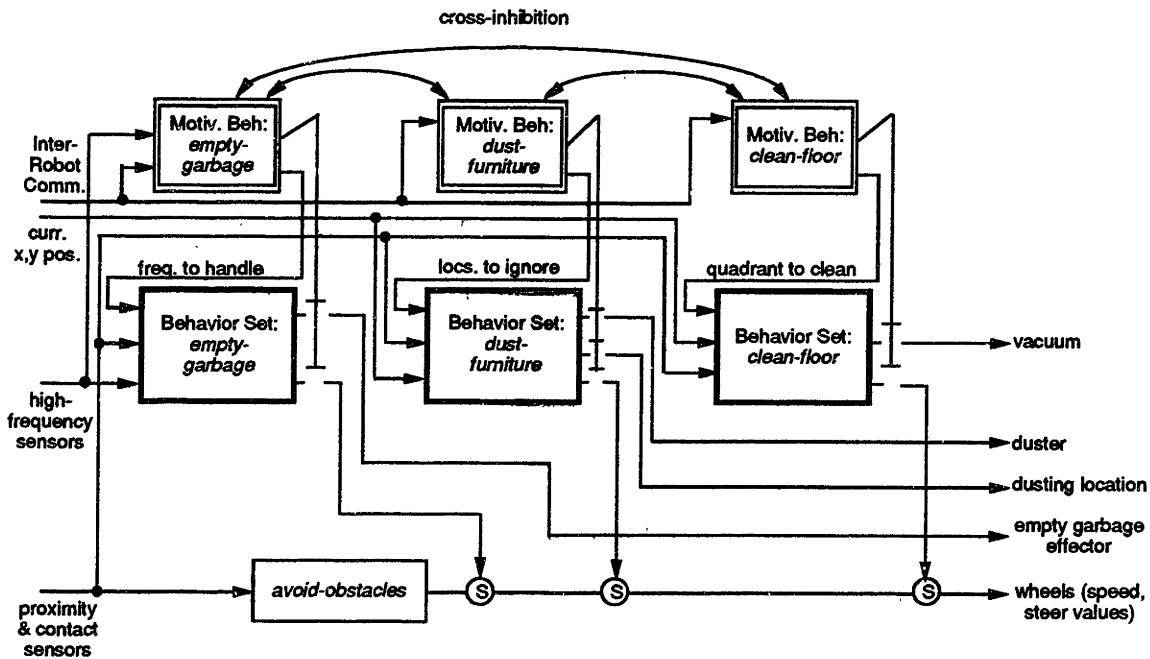 cross-inhibition
Motiv. Beh:
empty-
garbage
Motiv. Beh:
dust-
furniture
Motiv. Beh:
clean-floor
Inter-
Robot
Comm.
curr.
x,y pos.
freq. to handle
locs. to ignore
quadrant to clean
Behavior Set:
empty-
garbage
Behavior Set:
dust-
furniture
Behavior Set:
clean-floor
vacuum
high-
frequency
sensors
duster
dusting location
empty garbage
effector
avoid-obstacles
S
S
S
wheels (speed,
steer values)
proximity
& contact
sensors